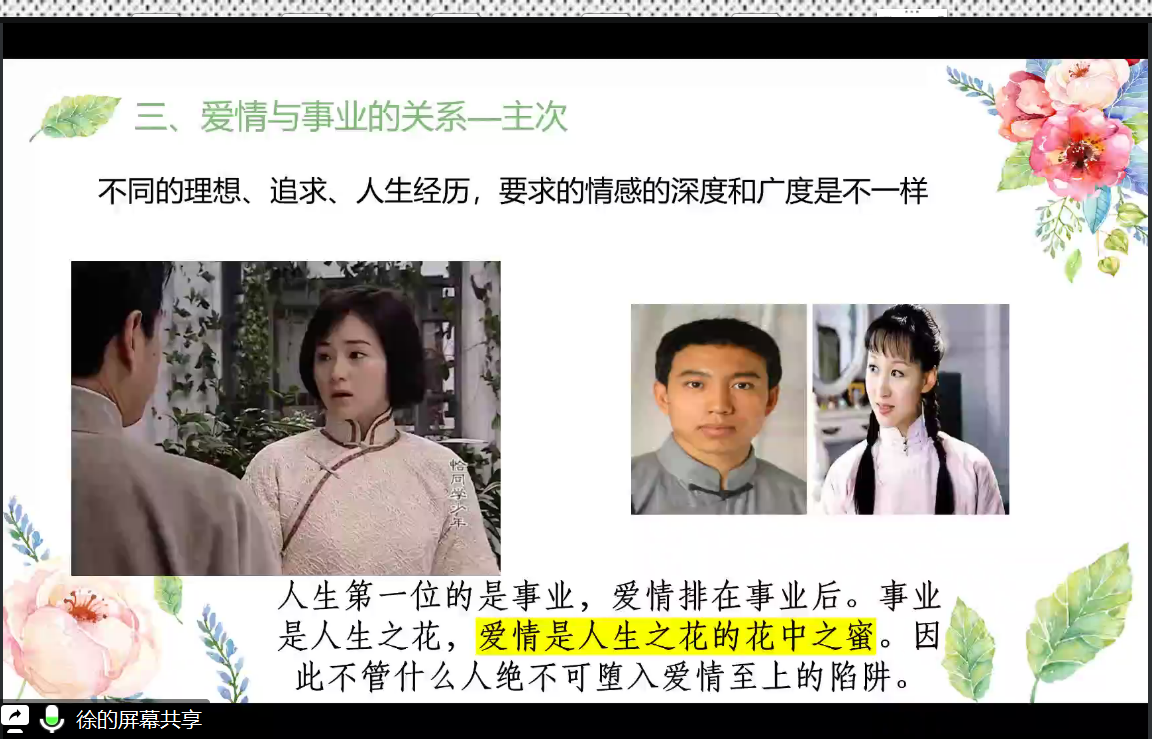 三、爱情与事业的关系—主次
不同的理想、追求、人生经历，要求的情感的深度和广度是不一样
恰同学少年
人生第一位的是事业，爱情排在事业后。事业
是人生之花，爱情是人生之花的花中之蜜。因
此不管什么人绝不可堕入爱情至上的陷阱。
徐的屏幕共享